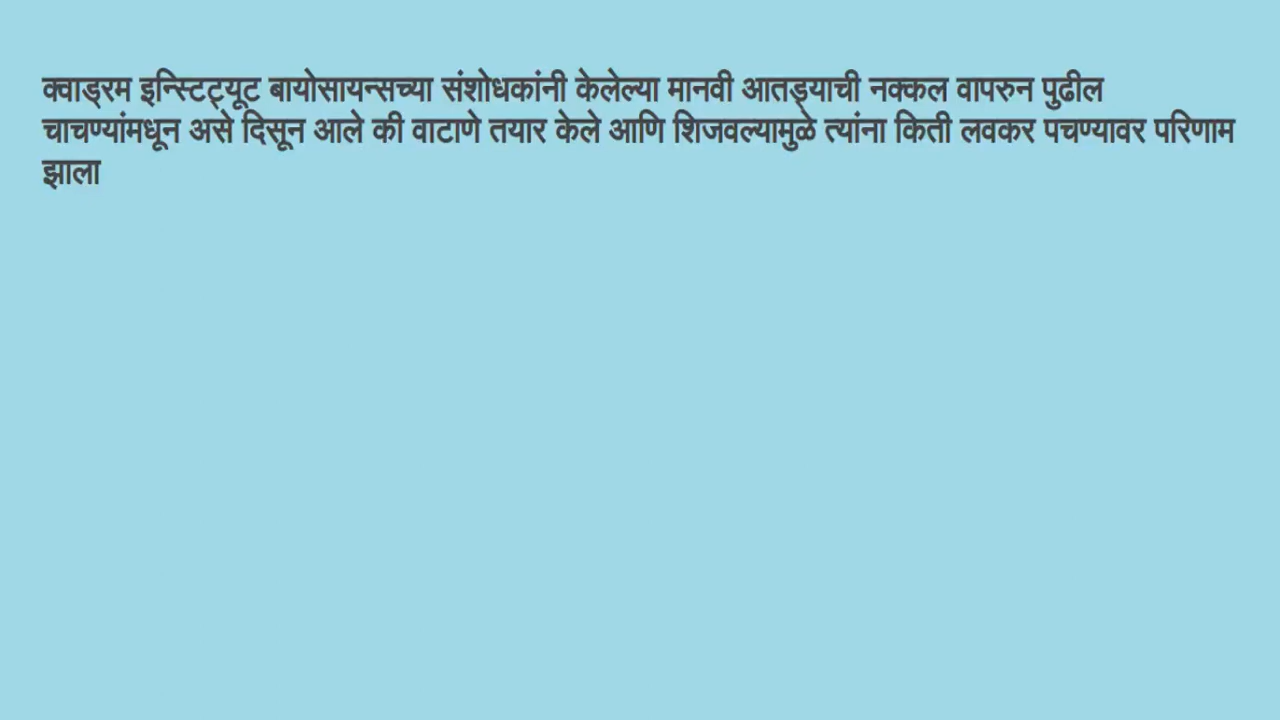 क्वाड्रम इन्स्टिट्यूट बायोसायन्सच्या संशोधकांनी केलेल्या मानवी आतड्याची नक्कल वापरुन पुढील
चाचण्यांमधून असे दिसून आले की वाटाणे तयार केले आणि शिजवल्यामुळे त्यांना किती लवकर पचण्यावर परिणाम
झाला